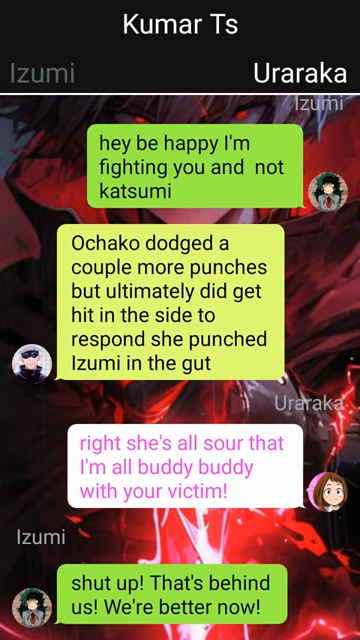 Kumar Ts
Izumi
Uraraka
Izumi
hey be happy I'm
fighting you and  not
katsumi
Ochako dodged a
couple more punches
but ultimately did get
hit in the side to
respond she punched
Izumi in the gut
Uraraka
right she's all sour that
I'm all buddy buddy
with your victim!
Izumi
shut up! That's behind
us! We're better now!